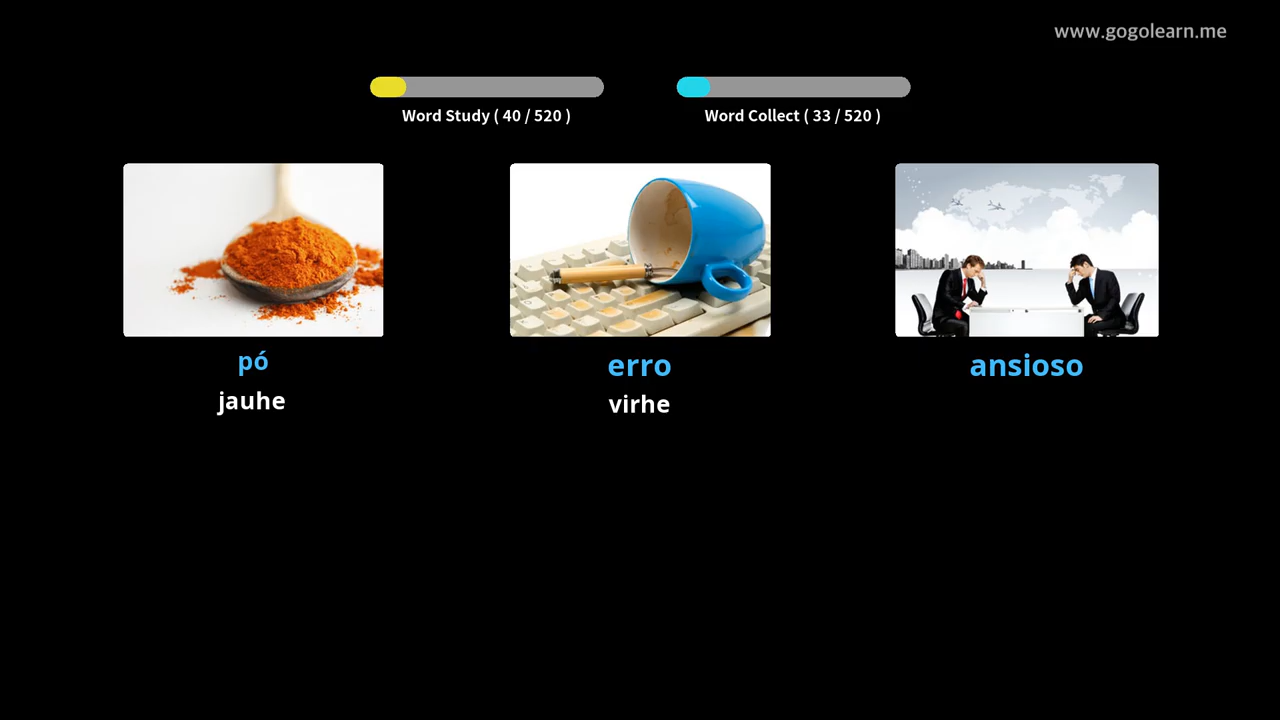 www.gogolearn.me
Word Study ( 40 / 520 )
Word Collect ( 33 / 520 )
pó
jauhe
erro
virhe
ansioso